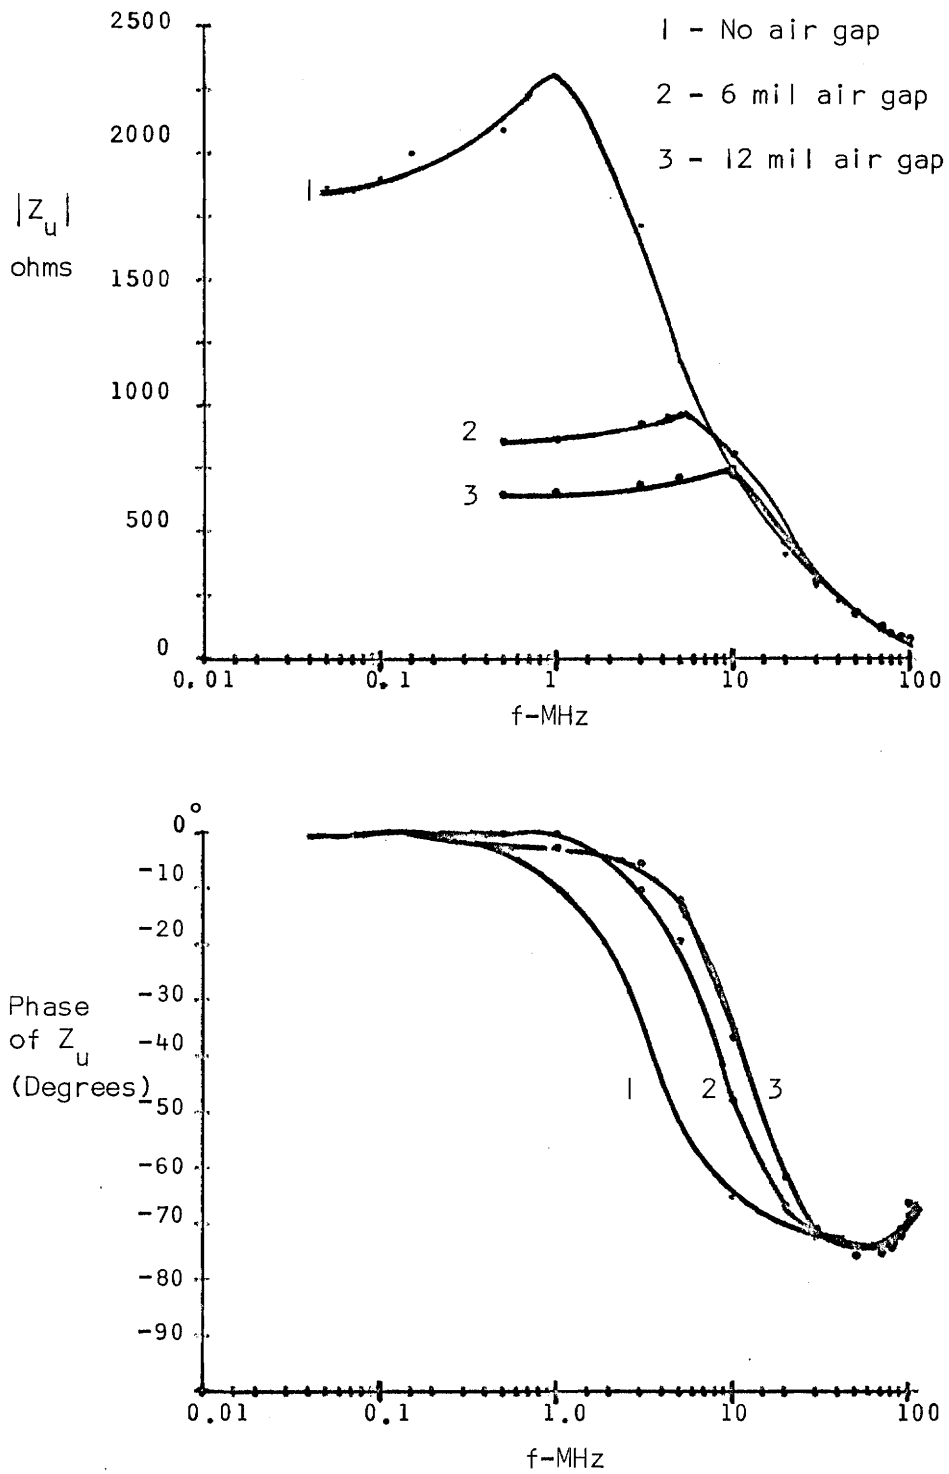 2500
1 - No air gap
2 - 6 mil air gap
2000
3 - 12 mil air gap
1
|Z_u|
ohms
1500
1000
2
3
500
0
0.01 0.1 1 10 100
f-MHz
0°
-10
-20
-30
Phase
of Z_u
-40
(Degrees)
1 2 3
-50
-60
-70
-80
-90
0.01 0.1 1.0 10 100
f-MHz